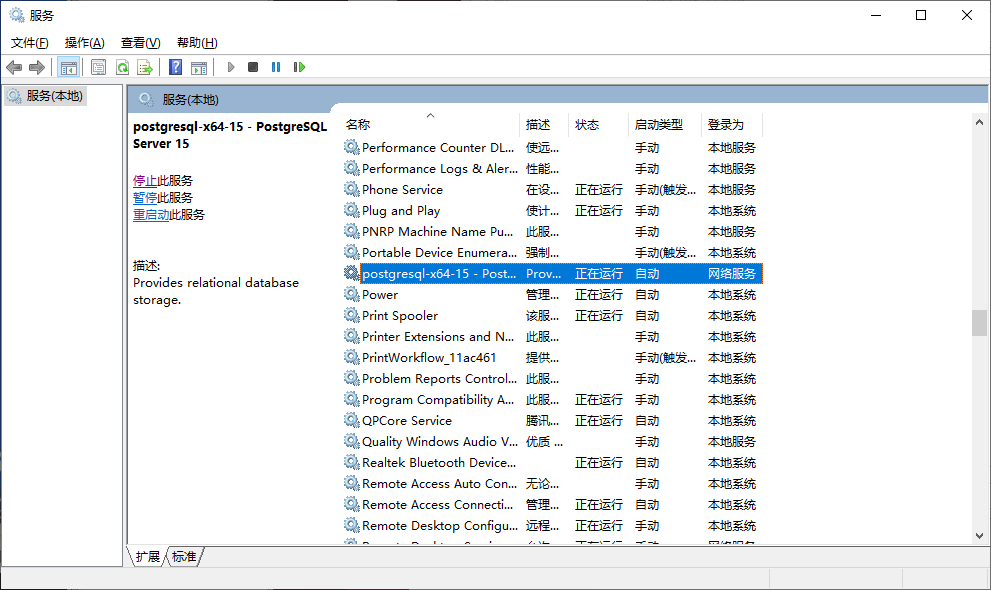 服务
文件(F) 操作(A) 查看(V) 帮助(H)
服务(本地)
服务(本地)
postgresql-x64-15 - PostgreSQL
Server 15
停止此服务
暂停此服务
重启动此服务
描述:
Provides relational database
storage.
名称 描述 状态 启动类型 登录为
Performance Counter DL... 使远... 手动 本地服务
Performance Logs & Aler... 性能... 手动 本地服务
Phone Service 在设... 正在运行 手动(触发... 本地服务
Plug and Play 使计... 正在运行 手动 本地系统
PNRP Machine Name Pu... 此服... 手动 本地服务
Portable Device Enumera... 强制... 手动(触发... 本地系统
postgresql-x64-15 - Post... Prov... 正在运行 自动 网络服务
Power 管理... 正在运行 自动 本地系统
Print Spooler 该服... 正在运行 自动 本地系统
Printer Extensions and N... 此服... 手动 本地系统
PrintWorkflow_11ac461 提供... 手动(触发... 本地系统
Problem Reports Control... 此服... 手动 本地系统
Program Compatibility A... 此服... 正在运行 手动 本地系统
QPCore Service 腾讯... 正在运行 自动 本地系统
Quality Windows Audio V... 优质 ... 手动 本地服务
Realtek Bluetooth Device... 正在运行 自动 本地系统
Remote Access Auto Con... 无论... 手动 本地系统
Remote Access Connecti... 管理... 正在运行 自动 本地系统
Remote Desktop Configu... 远程... 正在运行 手动 本地系统
扩展 标准